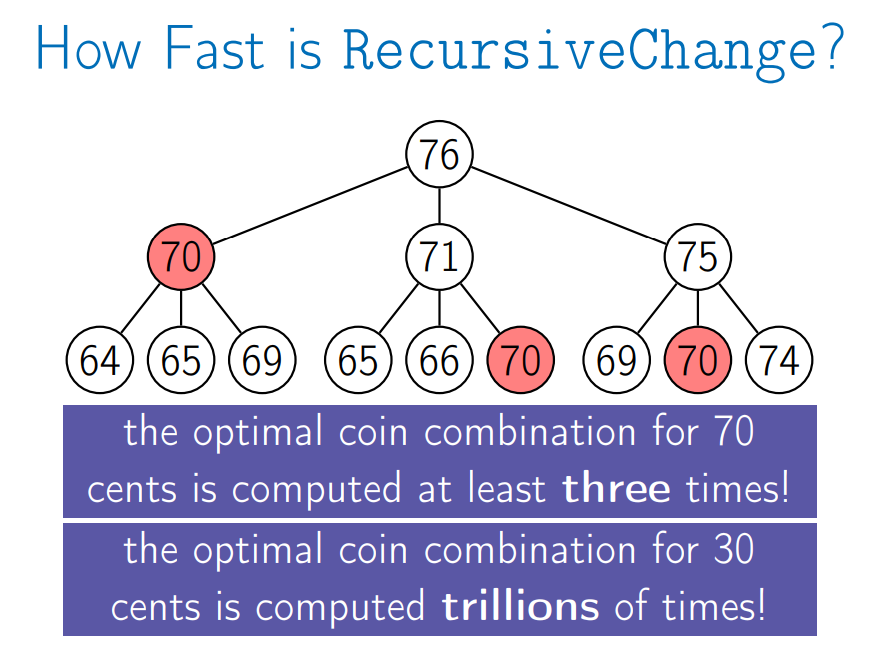 How Fast is RecursiveChange?
76
70 71 75
64 65 69 65 66 70 69 70 74
the optimal coin combination for 70
cents is computed at least three times!
the optimal coin combination for 30
cents is computed trillions of times!